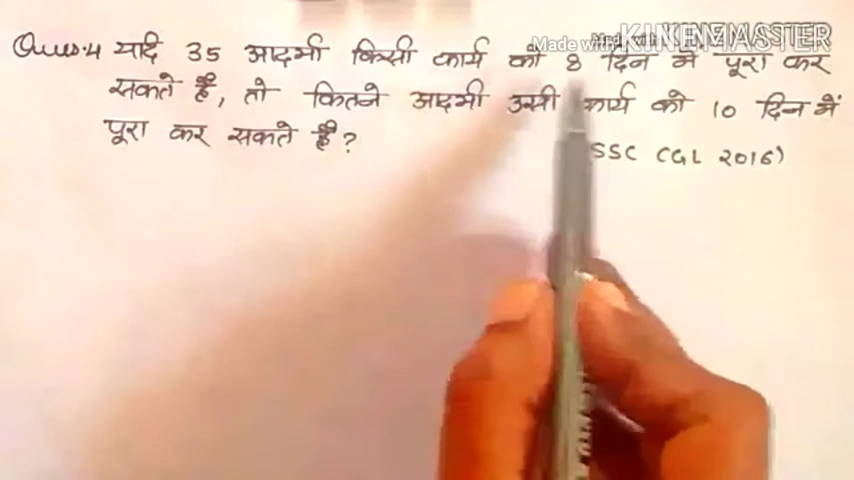 Made with KINEMASTER
Ques:4 यदि 35 आदमी किसी कार्य को 8 दिन में पूरा कर
सकते हैं, तो कितने आदमी उसी कार्य को 10 दिन में
पूरा कर सकते हैं?
SSC CGL 2016)